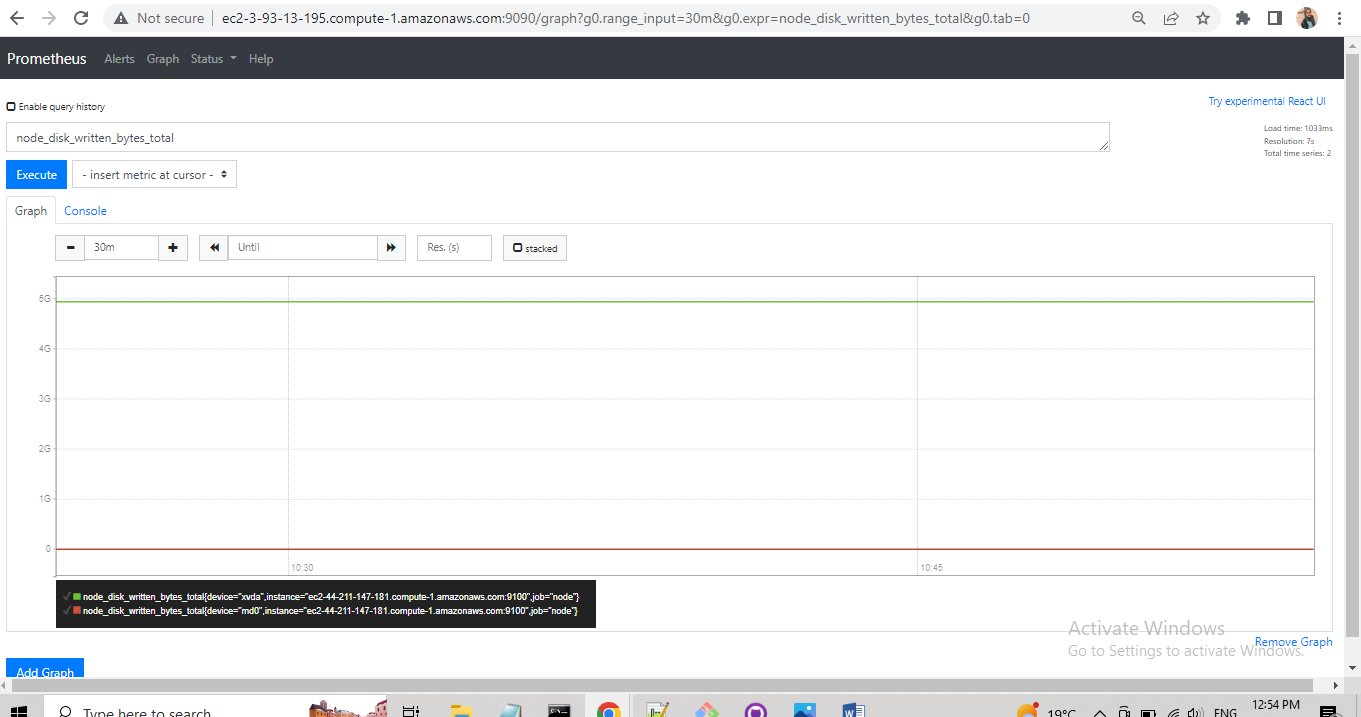 Not secure | ec2-3-93-13-195.compute-1.amazonaws.com:9090/graph?g0.range_input=30m&g0.expr=node_disk_written_bytes_total&g0.tab=0
Prometheus Alerts Graph Status Help
Enable query history
Try experimental React UI
node_disk_written_bytes_total
Load time: 1033ms
Resolution: 7s
Total time series: 2
Execute - insert metric at cursor -
Graph Console
- 30m + Until Res. (s) stacked
5G
4G
3G
2G
1G
0
10:30 10:45
node_disk_written_bytes_total{device="xvda",instance="ec2-44-211-147-181.compute-1.amazonaws.com:9100",job="node"}
node_disk_written_bytes_total{device="md0",instance="ec2-44-211-147-181.compute-1.amazonaws.com:9100",job="node"}
Activate Windows
Remove Graph
Go to Settings to activate Windows.
Add Graph
Type here to search
19°C ENG 12:54 PM